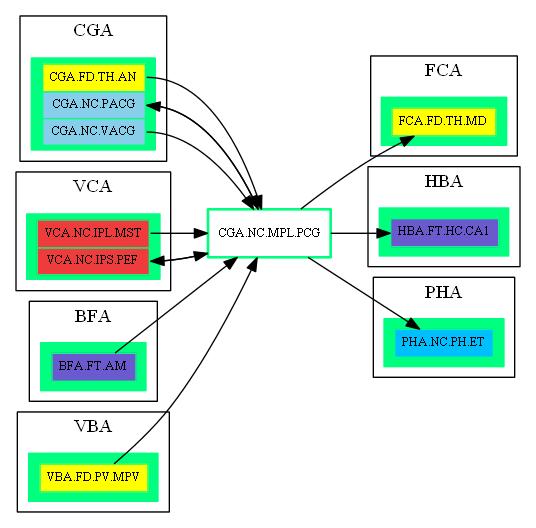 CGA
CGA.FD.TH.AN
CGA.NC.PACG
CGA.NC.VACG
VCA
VCA.NC.IPL.MST
VCA.NC.IPS.PEF
BFA
BFA.FT.AM
VBA
VBA.FD.PV.MPV
CGA.NC.MPL.PCG
FCA
FCA.FD.TH.MD
HBA
HBA.FT.HC.CA1
PHA
PHA.NC.PH.ET